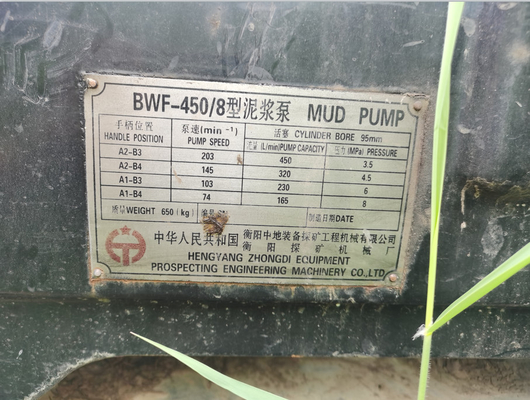 BWF-450/8型泥浆泵 MUD PUMP
手柄位置 泵速(min⁻¹) 活塞 CYLINDER BORE 95mm
HANDLE POSITION PUMP SPEED 流量 (L/min)PUMP CAPACITY 压力 (MPa) PRESSURE
A2-B3 203 450 3.5
A2-B4 145 320 4.5
A1-B3 103 230 6
A1-B4 74 165 8
质量WEIGHT 650(kg) 制造日期DATE
中华人民共和国 衡阳中地装备探矿工程机械有限公司
衡阳探矿机械厂
HENGYANG ZHONGDI EQUIPMENT
PROSPECTING ENGINEERING MACHINERY CO.,LTD